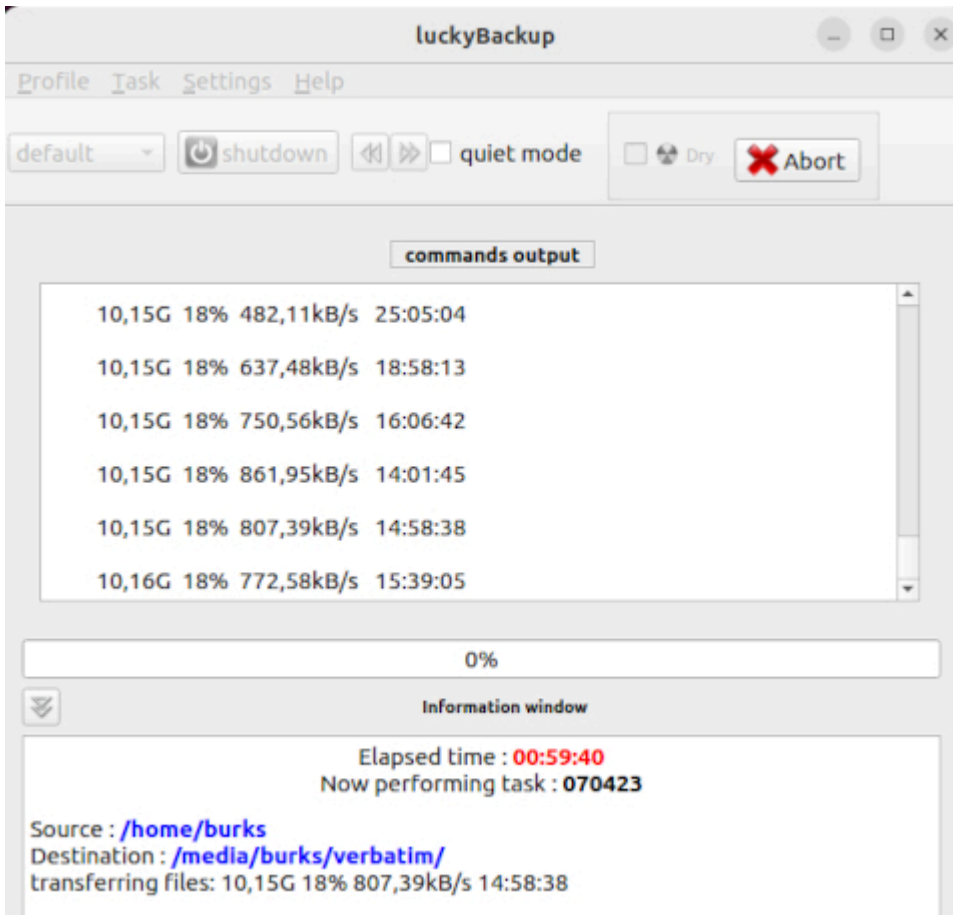 luckyBackup
Profile Task Settings Help
default shutdown quiet mode Dry Abort
commands output
10,15G 18% 482,11kB/s 25:05:04
10,15G 18% 637,48kB/s 18:58:13
10,15G 18% 750,56kB/s 16:06:42
10,15G 18% 861,95kB/s 14:01:45
10,15G 18% 807,39kB/s 14:58:38
10,16G 18% 772,58kB/s 15:39:05
0%
Information window
Elapsed time : 00:59:40
Now performing task : 070423
Source : /home/burks
Destination : /media/burks/verbatim/
transferring files: 10,15G 18% 807,39kB/s 14:58:38